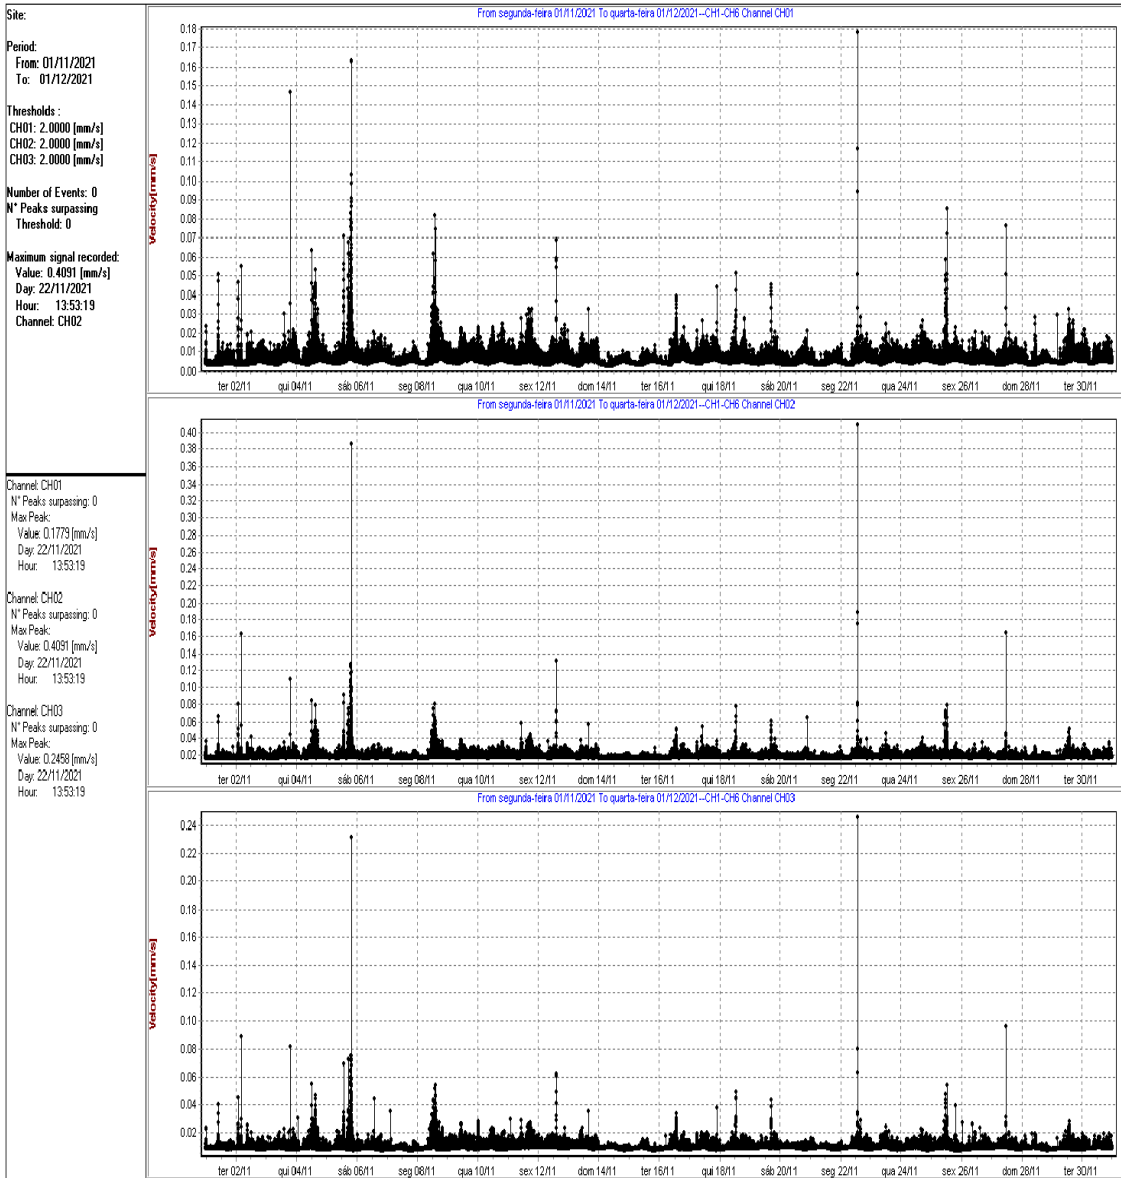 Site:
Period:
From: 01/11/2021
To: 01/12/2021
Thresholds :
CH01: 2.0000 [mm/s]
CH02: 2.0000 [mm/s]
CH03: 2.0000 [mm/s]
Number of Events: 0
N° Peaks surpassing
Threshold: 0
Maximum signal recorded:
Value: 0.4091 [mm/s]
Day: 22/11/2021
Hour: 13:53:19
Channel: CH02
Channel: CH01
N° Peaks surpassing: 0
Max Peak:
Value: 0.1779 [mm/s]
Day: 22/11/2021
Hour: 13:53:19
Channel: CH02
N° Peaks surpassing: 0
Max Peak:
Value: 0.4091 [mm/s]
Day: 22/11/2021
Hour: 13:53:19
Channel: CH03
N° Peaks surpassing: 0
Max Peak:
Value: 0.2458 [mm/s]
Day: 22/11/2021
Hour: 13:53:19
From segunda-feira 01/11/2021 To quarta-feira 01/12/2021--CH1-CH6 Channel CH01
Velocity[mm/s]
0.18
0.17
0.16
0.15
0.14
0.13
0.12
0.11
0.10
0.09
0.08
0.07
0.06
0.05
0.04
0.03
0.02
0.01
0.00
ter 02/11 qui 04/11 sáb 06/11 seg 08/11 qua 10/11 sex 12/11 dom 14/11 ter 16/11 qui 18/11 sáb 20/11 seg 22/11 qua 24/11 sex 26/11 dom 28/11 ter 30/11
From segunda-feira 01/11/2021 To quarta-feira 01/12/2021--CH1-CH6 Channel CH02
Velocity[mm/s]
0.40
0.38
0.36
0.34
0.32
0.30
0.28
0.26
0.24
0.22
0.20
0.18
0.16
0.14
0.12
0.10
0.08
0.06
0.04
0.02
ter 02/11 qui 04/11 sáb 06/11 seg 08/11 qua 10/11 sex 12/11 dom 14/11 ter 16/11 qui 18/11 sáb 20/11 seg 22/11 qua 24/11 sex 26/11 dom 28/11 ter 30/11
From segunda-feira 01/11/2021 To quarta-feira 01/12/2021--CH1-CH6 Channel CH03
Velocity[mm/s]
0.24
0.22
0.20
0.18
0.16
0.14
0.12
0.10
0.08
0.06
0.04
0.02
ter 02/11 qui 04/11 sáb 06/11 seg 08/11 qua 10/11 sex 12/11 dom 14/11 ter 16/11 qui 18/11 sáb 20/11 seg 22/11 qua 24/11 sex 26/11 dom 28/11 ter 30/11